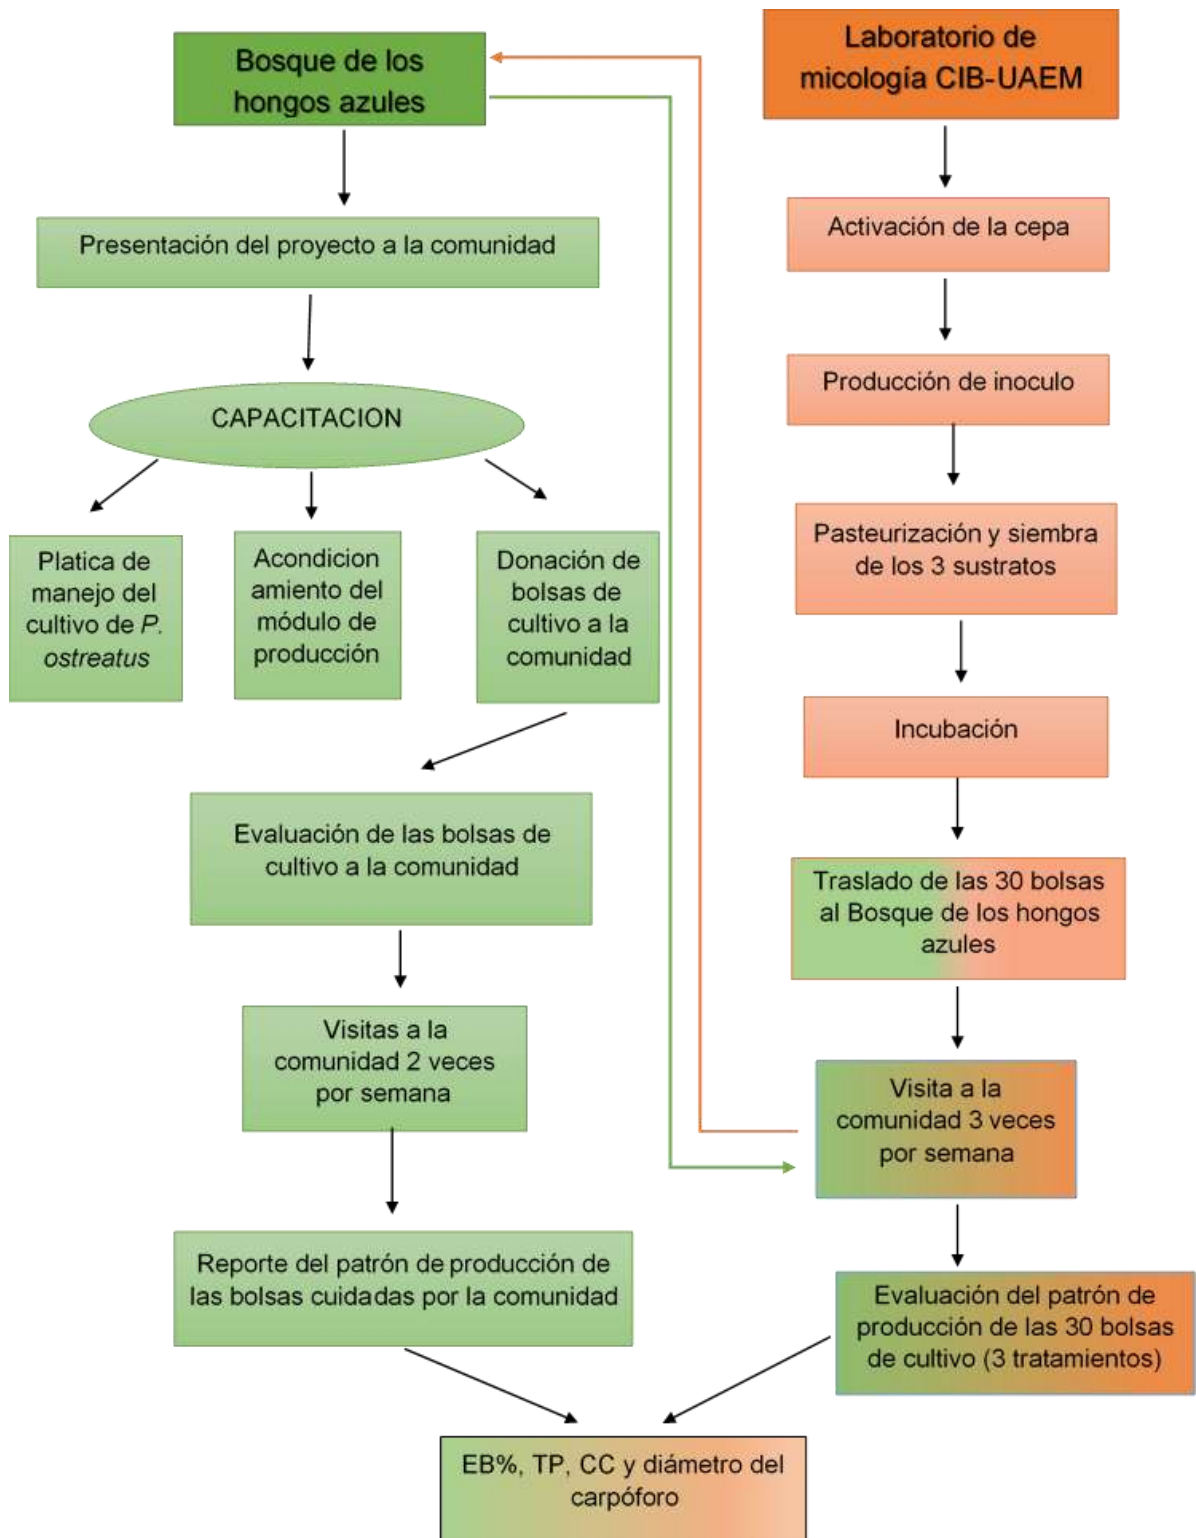 Bosque de los
hongos azules
Presentación del proyecto a la comunidad
CAPACITACION
Platica de
manejo del
cultivo de P.
ostreatus
Acondicion
amiento del
módulo de
producción
Donación de
bolsas de
cultivo a la
comunidad
Evaluación de las bolsas de
cultivo a la comunidad
Visitas a la
comunidad 2 veces
por semana
Reporte del patrón de producción de
las bolsas cuidadas por la comunidad
Laboratorio de
micología CIB-UAEM
Activación de la cepa
Producción de inoculo
Pasteurización y siembra
de los 3 sustratos
Incubación
Traslado de las 30 bolsas
al Bosque de los hongos
azules
Visita a la
comunidad 3 veces
por semana
Evaluación del patrón de
producción de las 30 bolsas
de cultivo (3 tratamientos)
EB%, TP, CC y diámetro del
carpóforo